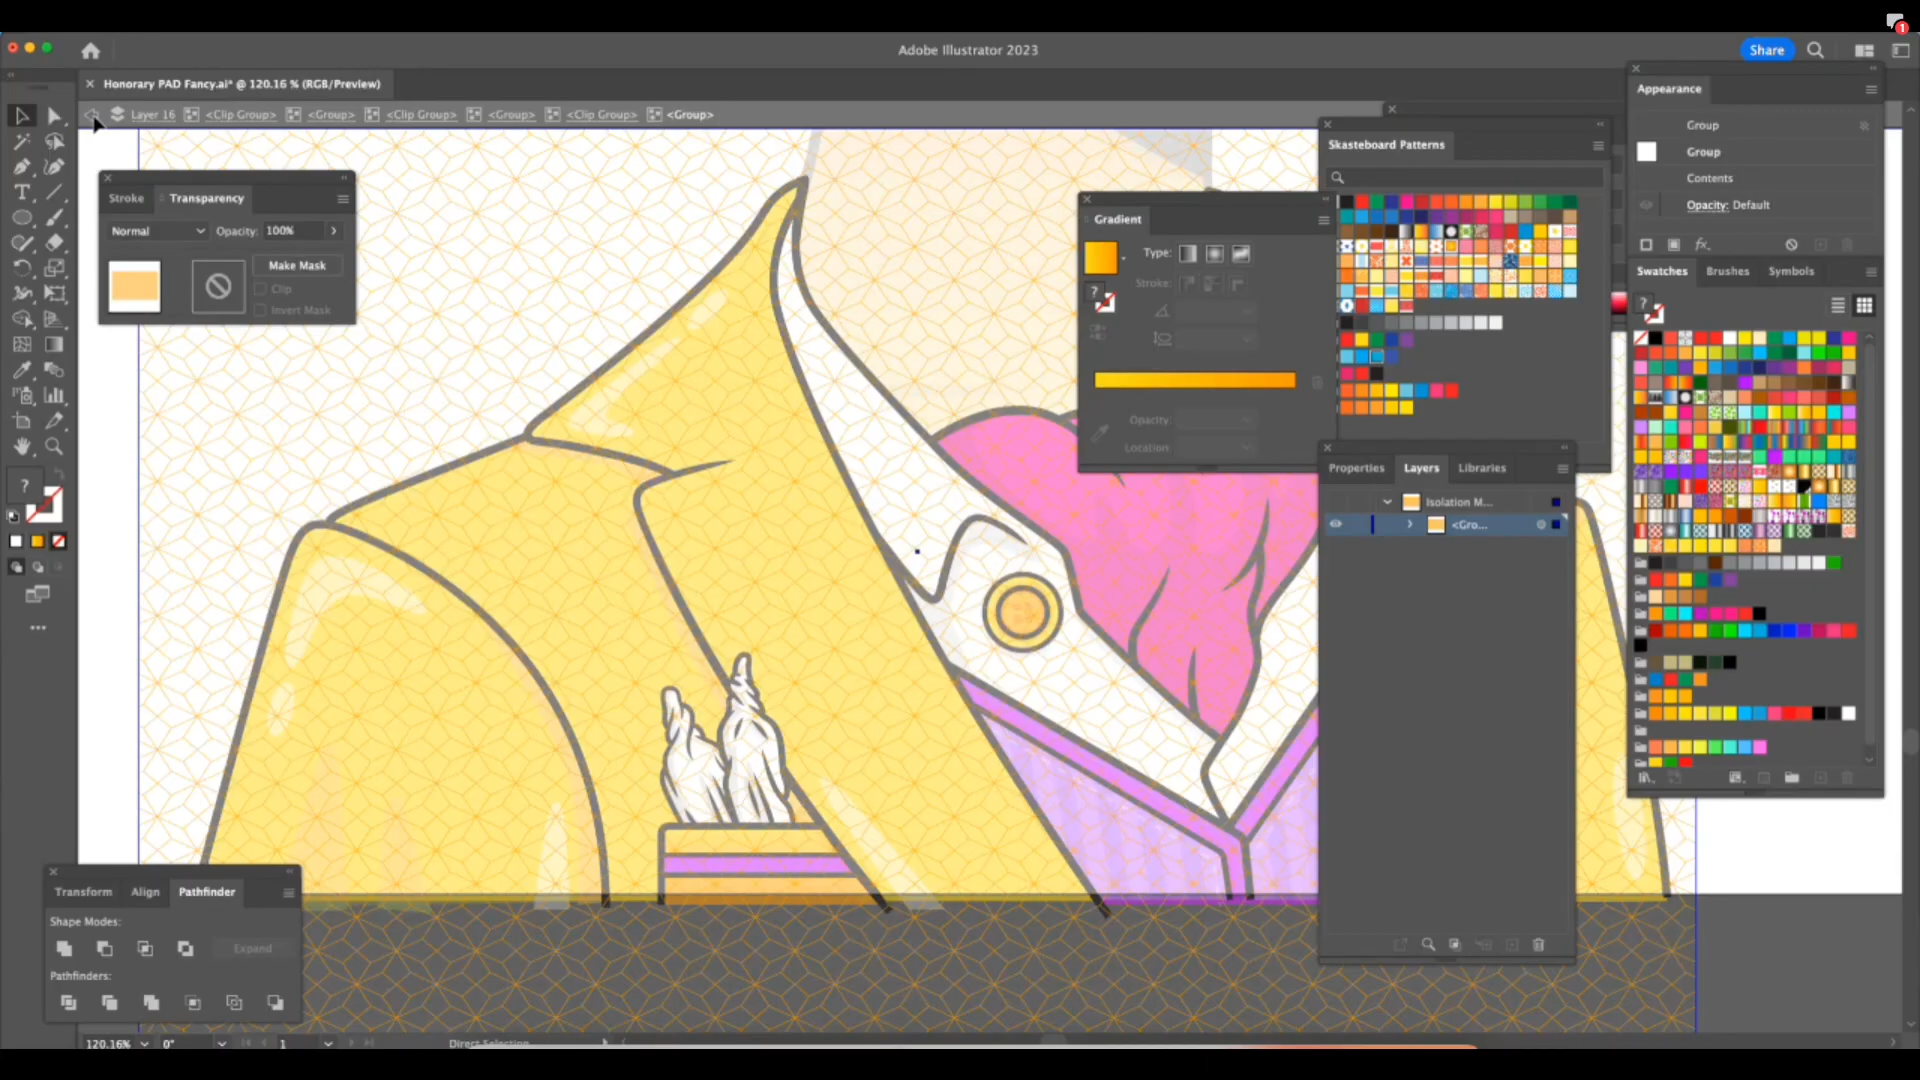 1
Adobe Illustrator 2023
Share
Honorary PAD Fancy.ai* @ 120.16 % (RGB/Preview)
Layer 16 <Clip Group> <Group> <Clip Group> <Group> <Clip Group> <Group>
Appearance
Group
Group
Contents
Opacity: Default
fx
Skasteboard Patterns
Stroke Transparency
Normal Opacity: 100%
Make Mask
Clip
Invert Mask
Gradient
Type:
Stroke:
Opacity:
Location:
Swatches Brushes Symbols
Properties Layers Libraries
Isolation M...
<Gro...
Transform Align Pathfinder
Shape Modes:
Expand
Pathfinders:
120.16% 0° 1 Direct Selection